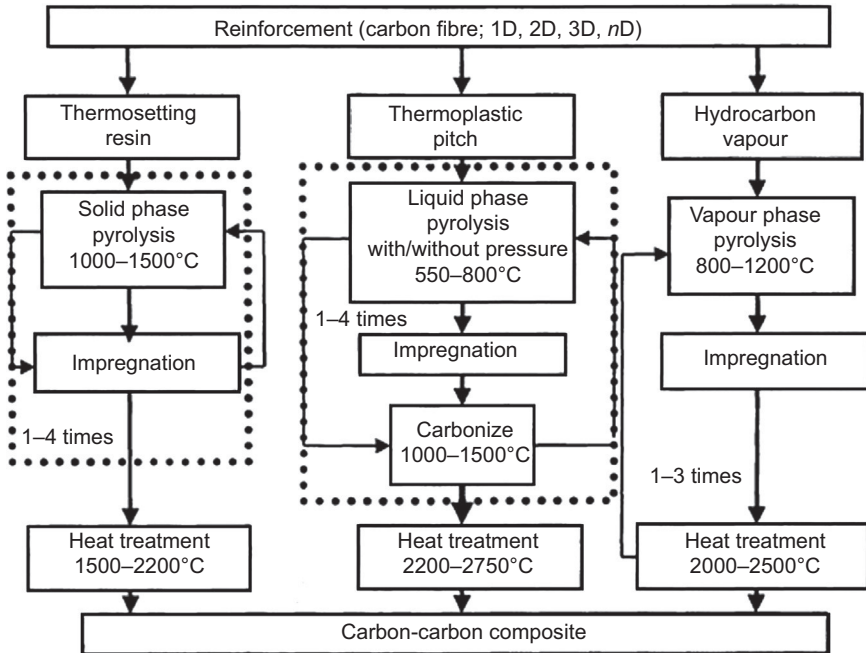 Reinforcement (carbon fibre; 1D, 2D, 3D, nD)
Thermosetting
resin
Thermoplastic
pitch
Hydrocarbon
vapour
Solid phase
pyrolysis
1000–1500°C
Liquid phase
pyrolysis
with/without pressure
550–800°C
Vapour phase
pyrolysis
800–1200°C
1–4 times
Impregnation
Impregnation
Impregnation
1–4 times
Carbonize
1000–1500°C
1–3 times
Heat treatment
1500–2200°C
Heat treatment
2200–2750°C
Heat treatment
2000–2500°C
Carbon-carbon composite